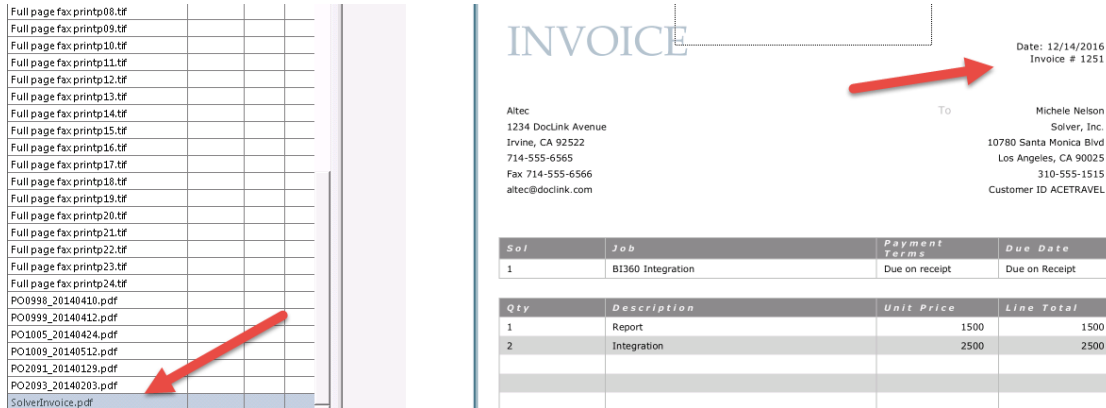 Full page fax printp08.tif
Full page fax printp09.tif
Full page fax printp10.tif
Full page fax printp11.tif
Full page fax printp12.tif
Full page fax printp13.tif
Full page fax printp14.tif
Full page fax printp15.tif
Full page fax printp16.tif
Full page fax printp17.tif
Full page fax printp18.tif
Full page fax printp19.tif
Full page fax printp20.tif
Full page fax printp21.tif
Full page fax printp22.tif
Full page fax printp23.tif
Full page fax printp24.tif
PO0998_20140410.pdf
PO0999_20140412.pdf
PO1005_20140424.pdf
PO1009_20140512.pdf
PO2091_20140129.pdf
PO2093_20140203.pdf
SolverInvoice.pdf
INVOICE
Date: 12/14/2016
Invoice # 1251
Altec
1234 DocLink Avenue
Irvine, CA 92522
714-555-6565
Fax 714-555-6566
altec@doclink.com
To
Michele Nelson
Solver, Inc.
10780 Santa Monica Blvd
Los Angeles, CA 90025
310-555-1515
Customer ID ACETRAVEL
Sol Job Payment Terms Due Date
1 BI360 Integration Due on receipt Due on Receipt
Qty Description Unit Price Line Total
1 Report 1500 1500
2 Integration 2500 2500